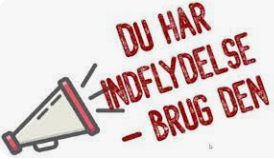 DU HAR
INDFLYDELSE
– BRUG DEN